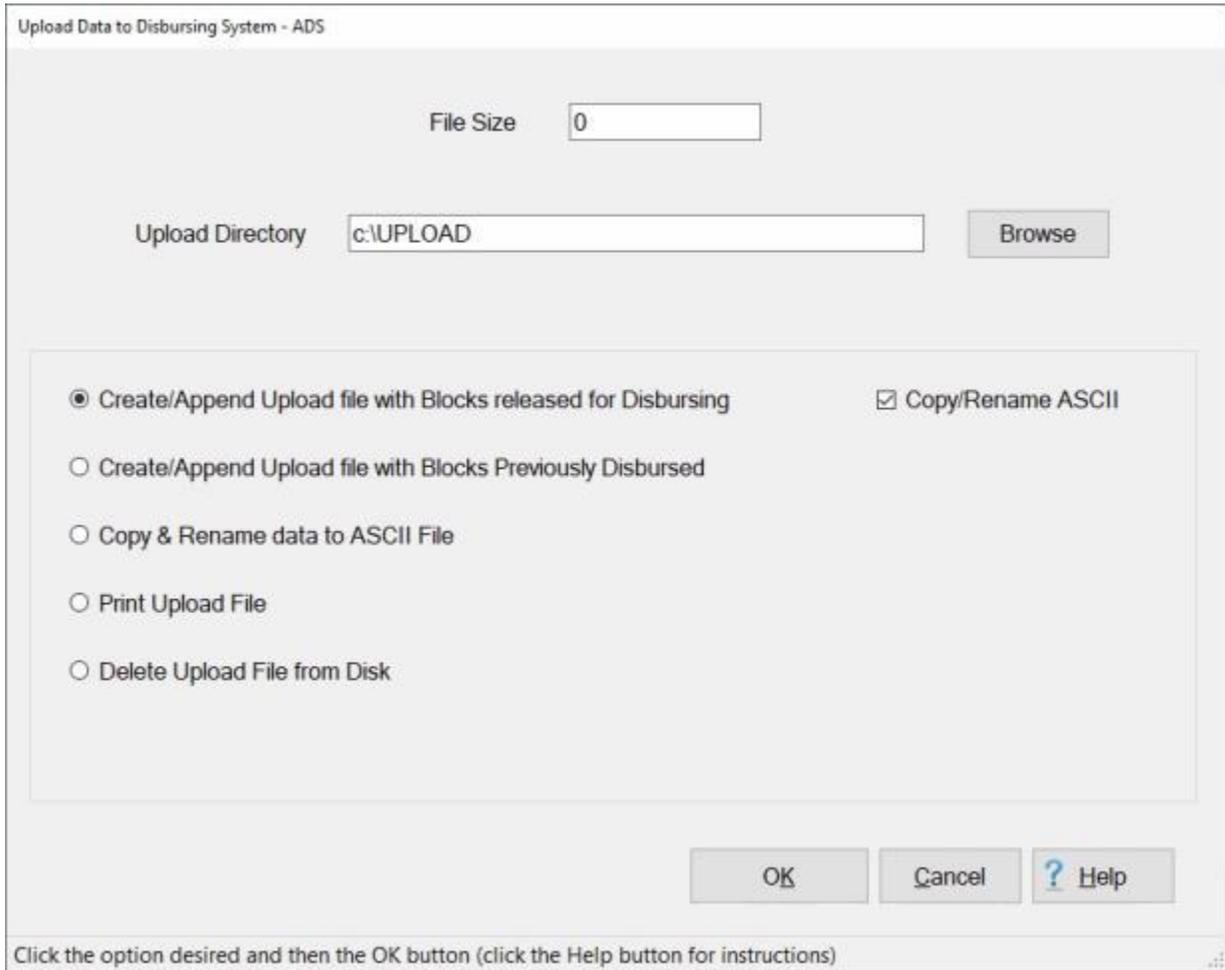 Upload Data to Disbursing System - ADS
File Size 0
Upload Directory c:\UPLOAD Browse
Create/Append Upload file with Blocks released for Disbursing Copy/Rename ASCII
Create/Append Upload file with Blocks Previously Disbursed
Copy & Rename data to ASCII File
Print Upload File
Delete Upload File from Disk
OK Cancel ? Help
Click the option desired and then the OK button (click the Help button for instructions)